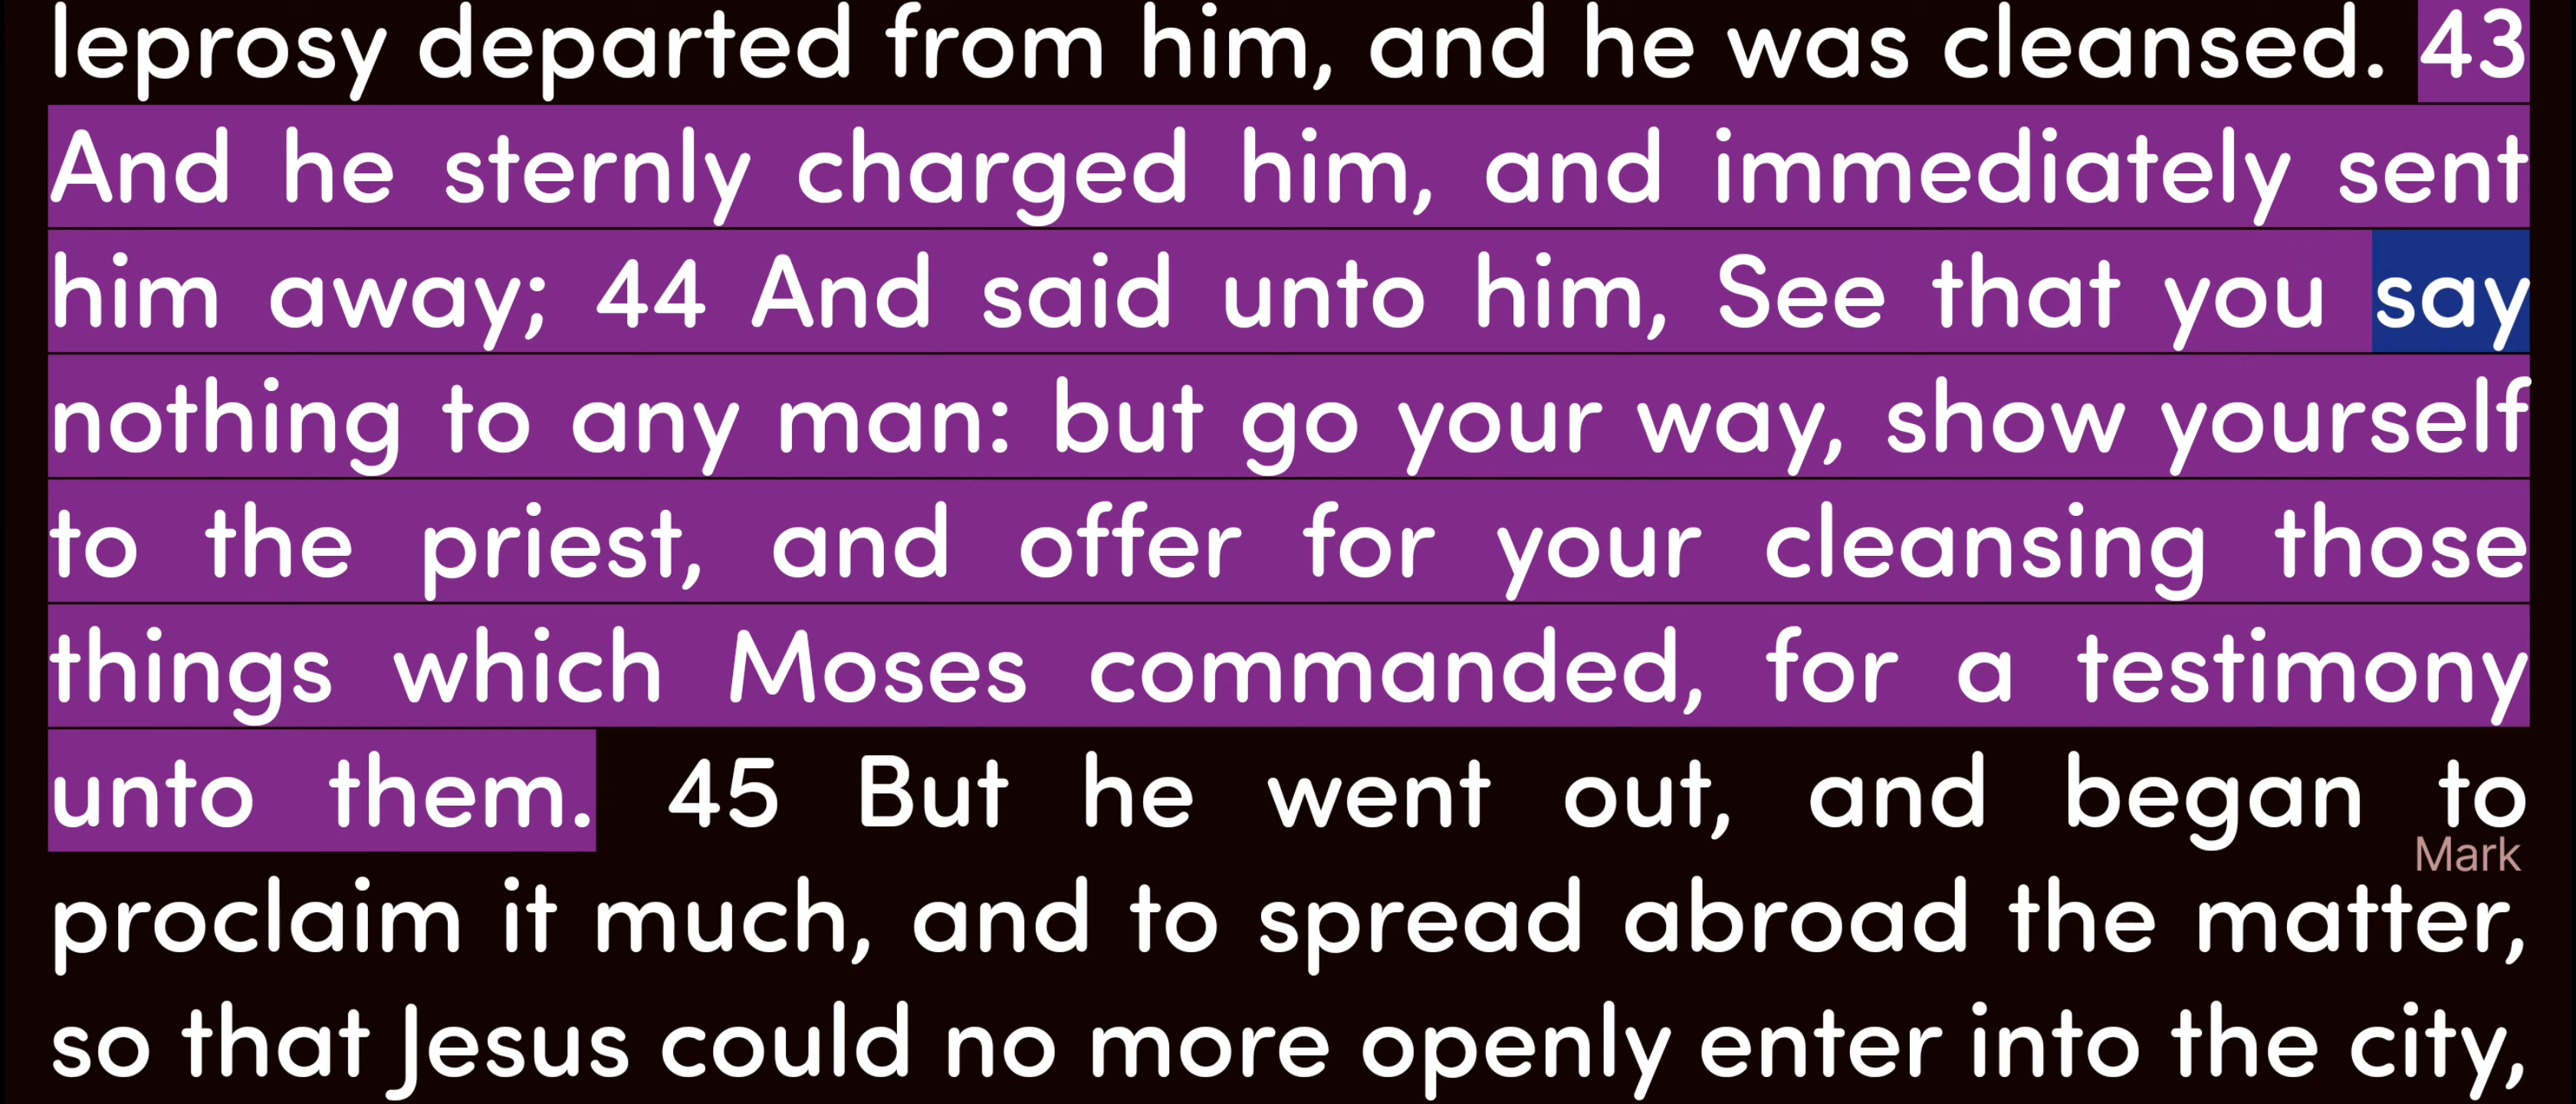 leprosy departed from him, and he was cleansed. 43
And he sternly charged him, and immediately sent
him away; 44 And said unto him, See that you say
nothing to any man: but go your way, show yourself
to the priest, and offer for your cleansing those
things which Moses commanded, for a testimony
unto them. 45 But he went out, and began to
Mark
proclaim it much, and to spread abroad the matter,
so that Jesus could no more openly enter into the city,